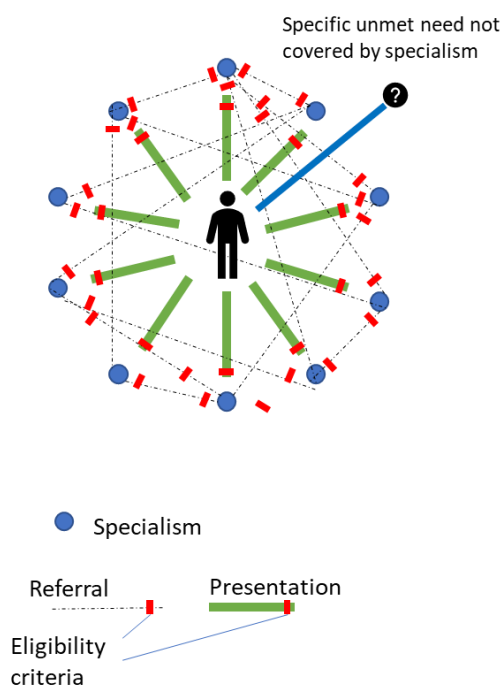 Specific unmet need not
covered by specialism
?
Specialism
Referral
Presentation
Eligibility
criteria